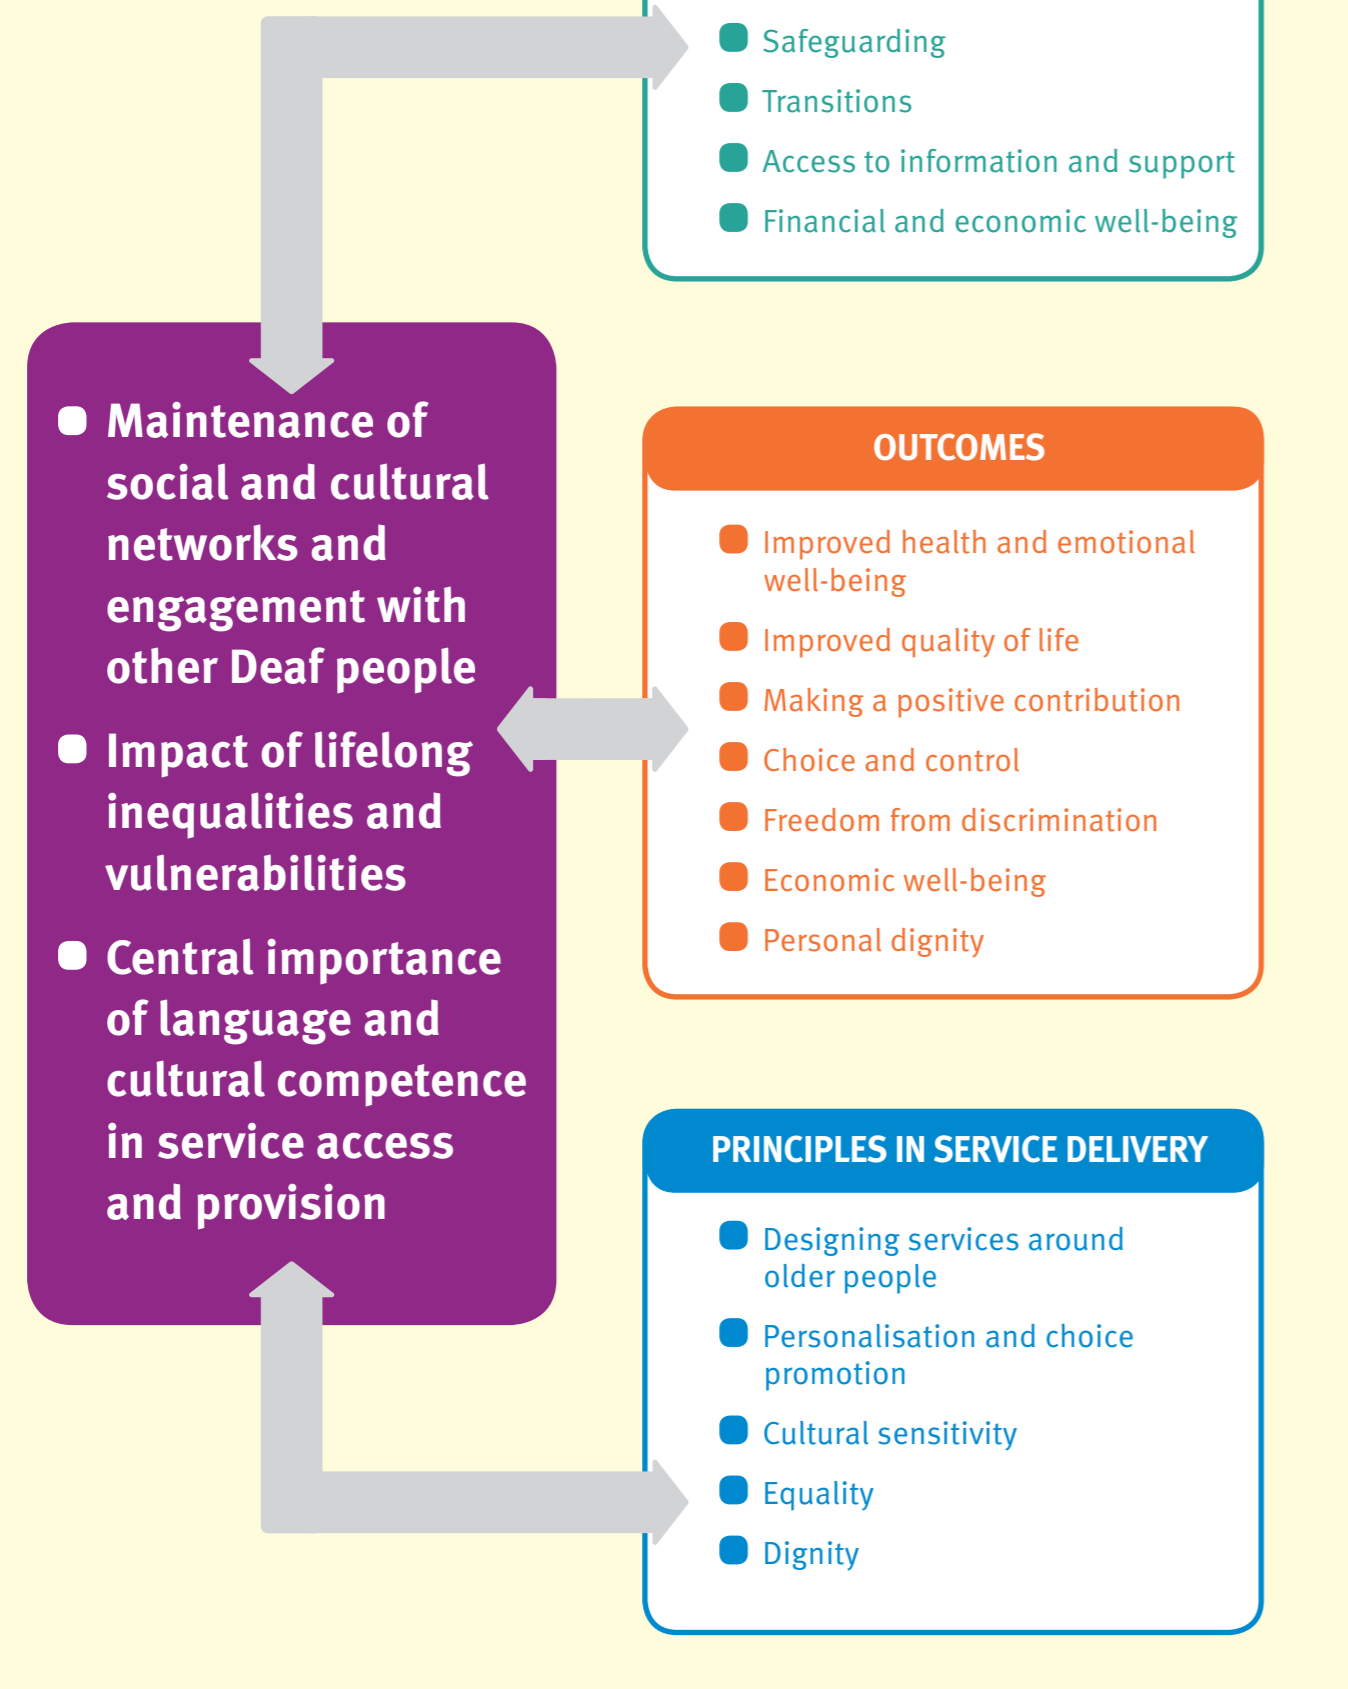 Safeguarding
Transitions
Access to information and support
Financial and economic well-being
Maintenance of
social and cultural
networks and
engagement with
other Deaf people
Impact of lifelong
inequalities and
vulnerabilities
Central importance
of language and
cultural competence
in service access
and provision
OUTCOMES
Improved health and emotional
well-being
Improved quality of life
Making a positive contribution
Choice and control
Freedom from discrimination
Economic well-being
Personal dignity
PRINCIPLES IN SERVICE DELIVERY
Designing services around
older people
Personalisation and choice
promotion
Cultural sensitivity
Equality
Dignity